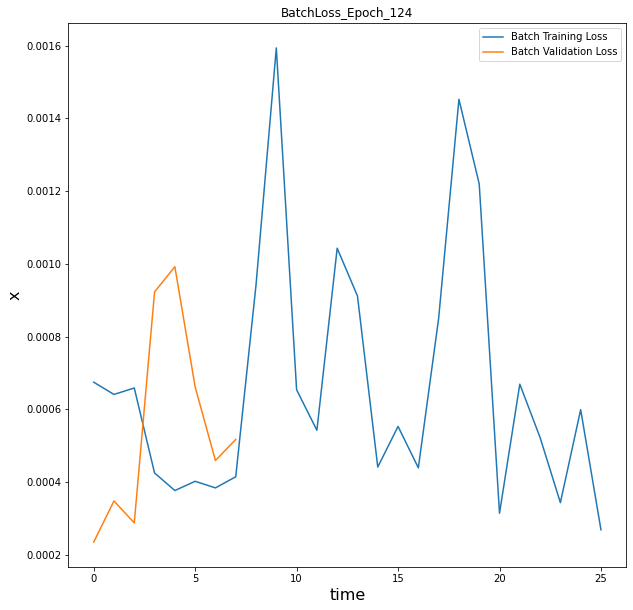 BatchLoss_Epoch_124
Batch Training Loss
Batch Validation Loss
0.0016
0.0014
0.0012
0.0010
0.0008
0.0006
0.0004
0.0002
x
0 5 10 15 20 25
time